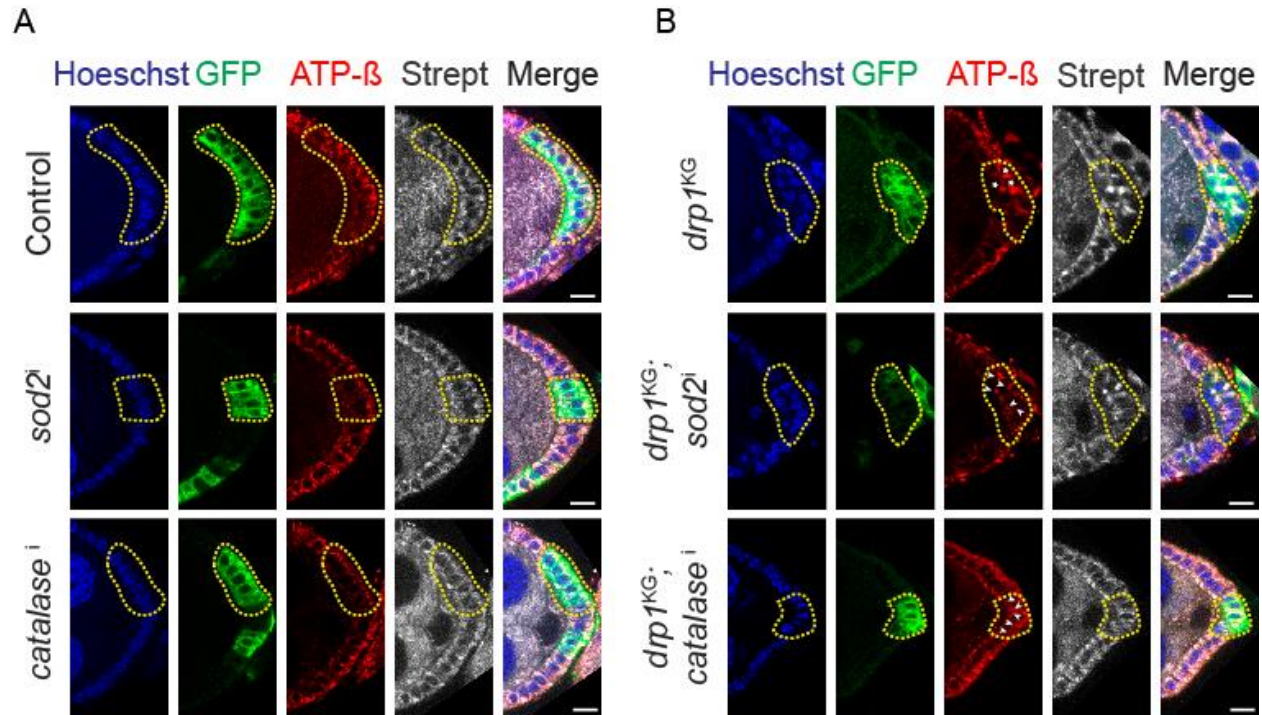 A
B
Hoeschst GFP ATP-ß Strept Merge
Hoeschst GFP ATP-ß Strept Merge
Control
sod2ⁱ
catalase ⁱ
drp1ᴷᴳ
drp1ᴷᴳ;
sod2ⁱ
drp1ᴷᴳ;
catalase ⁱ